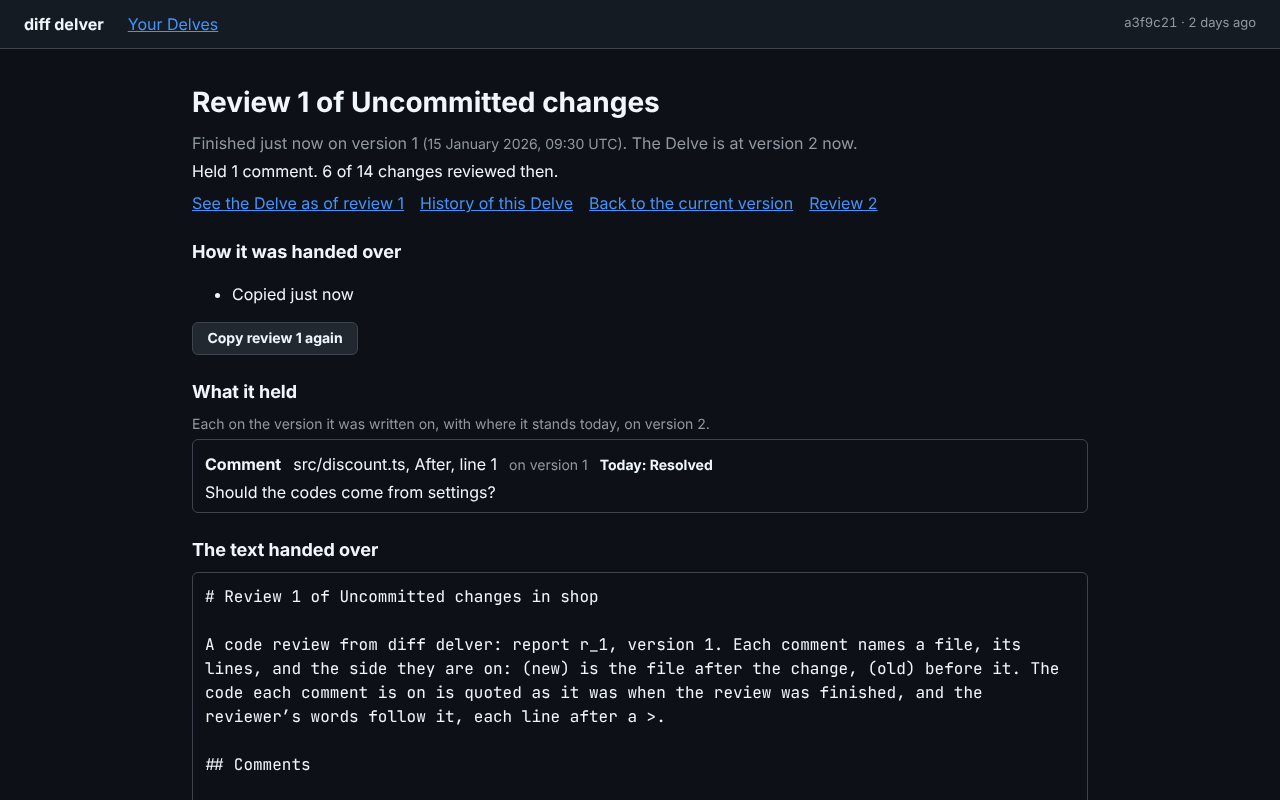 diff delver Your Delves a3f9c21 · 2 days ago
Review 1 of Uncommitted changes
Finished just now on version 1 (15 January 2026, 09:30 UTC). The Delve is at version 2 now.
Held 1 comment. 6 of 14 changes reviewed then.
See the Delve as of review 1 History of this Delve Back to the current version Review 2
How it was handed over
• Copied just now
Copy review 1 again
What it held
Each on the version it was written on, with where it stands today, on version 2.
Comment src/discount.ts, After, line 1 on version 1 Today: Resolved
Should the codes come from settings?
The text handed over
# Review 1 of Uncommitted changes in shop
A code review from diff delver: report r_1, version 1. Each comment names a file, its
lines, and the side they are on: (new) is the file after the change, (old) before it. The
code each comment is on is quoted as it was when the review was finished, and the
reviewer’s words follow it, each line after a >.
## Comments